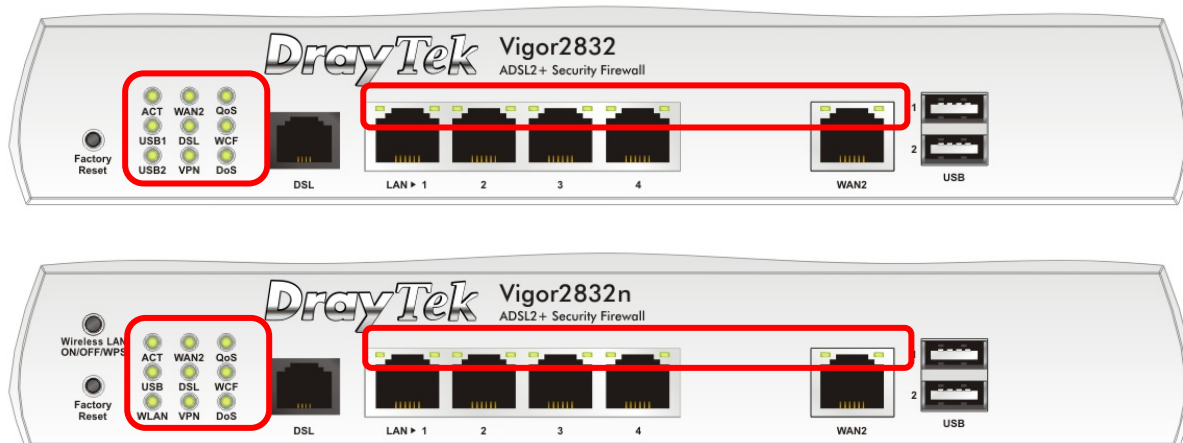 DrayTek Vigor2832
ADSL2+ Security Firewall
ACT WAN2 QoS
USB1 DSL WCF
USB2 VPN DoS
Factory
Reset
DSL
LAN ▶ 1 2 3 4
WAN2
1
2
USB
DrayTek Vigor2832n
ADSL2+ Security Firewall
Wireless LAN
ON/OFF/WPS
ACT WAN2 QoS
USB DSL WCF
WLAN VPN DoS
Factory
Reset
DSL
LAN ▶ 1 2 3 4
WAN2
1
2
USB